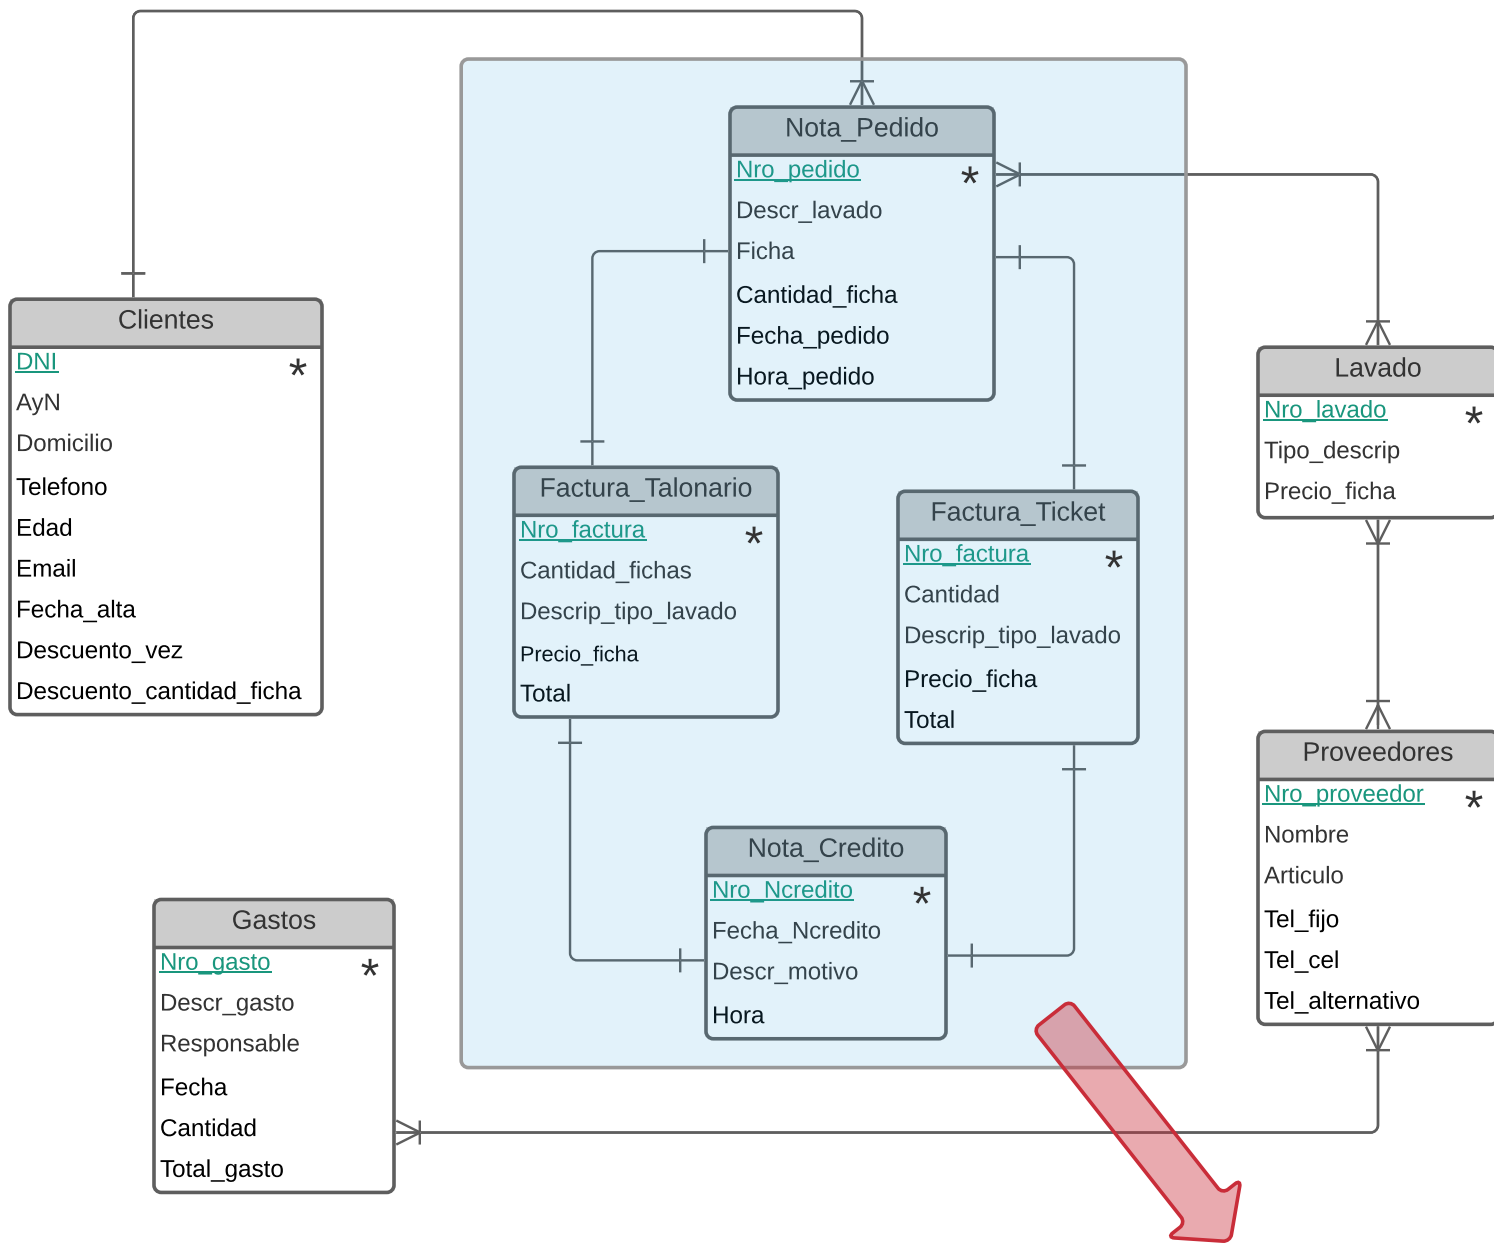 Nota_Pedido
Nro_pedido *
Descr_lavado
Ficha
Cantidad_ficha
Fecha_pedido
Hora_pedido
Clientes
DNI *
AyN
Domicilio
Telefono
Edad
Email
Fecha_alta
Descuento_vez
Descuento_cantidad_ficha
Lavado
Nro_lavado *
Tipo_descrip
Precio_ficha
Factura_Talonario
Nro_factura *
Cantidad_fichas
Descrip_tipo_lavado
Precio_ficha
Total
Factura_Ticket
Nro_factura *
Cantidad
Descrip_tipo_lavado
Precio_ficha
Total
Proveedores
Nro_proveedor *
Nombre
Articulo
Tel_fijo
Tel_cel
Tel_alternativo
Nota_Credito
Nro_Ncredito *
Fecha_Ncredito
Descr_motivo
Hora
Gastos
Nro_gasto *
Descr_gasto
Responsable
Fecha
Cantidad
Total_gasto